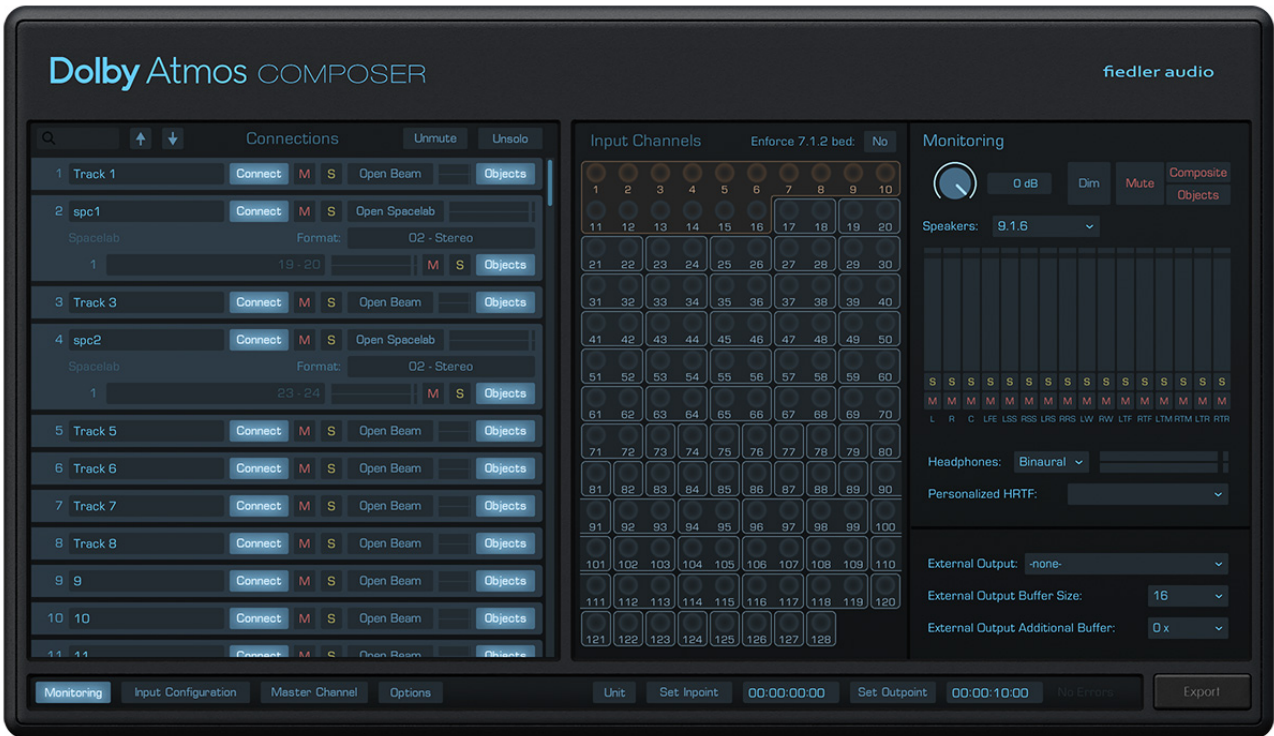 Dolby Atmos COMPOSER
fiedler audio
Connections Unmute Unsolo
1 Track 1 Connect M S Open Beam Objects
2 spc1 Connect M S Open Spacelab
Spacelab Format: 02 - Stereo
1 19 - 20 M S Objects
3 Track 3 Connect M S Open Beam Objects
4 spc2 Connect M S Open Spacelab
Spacelab Format: 02 - Stereo
1 23 - 24 M S Objects
5 Track 5 Connect M S Open Beam Objects
6 Track 6 Connect M S Open Beam Objects
7 Track 7 Connect M S Open Beam Objects
8 Track 8 Connect M S Open Beam Objects
9 9 Connect M S Open Beam Objects
10 10 Connect M S Open Beam Objects
11 11 Connect M S Open Beam Objects
Input Channels Enforce 7.1.2 bed: No
1 2 3 4 5 6 7 8 9 10
11 12 13 14 15 16 17 18 19 20
21 22 23 24 25 26 27 28 29 30
31 32 33 34 35 36 37 38 39 40
41 42 43 44 45 46 47 48 49 50
51 52 53 54 55 56 57 58 59 60
61 62 63 64 65 66 67 68 69 70
71 72 73 74 75 76 77 78 79 80
81 82 83 84 85 86 87 88 89 90
91 92 93 94 95 96 97 98 99 100
101 102 103 104 105 106 107 108 109 110
111 112 113 114 115 116 117 118 119 120
121 122 123 124 125 126 127 128
Monitoring
0 dB Dim Mute Composite
Objects
Speakers: 9.1.6
S S S S S S S S S S S S S S S S
M M M M M M M M M M M M M M M M
L R C LFE LSS RSS LRS RRS LW RW LTF RTF LTM RTM LTR RTR
Headphones: Binaural
Personalized HRTF:
External Output: -none-
External Output Buffer Size: 16
External Output Additional Buffer: 0 x
Monitoring Input Configuration Master Channel Options Unit Set Inpoint 00:00:00:00 Set Outpoint 00:00:10:00 No Errors Export